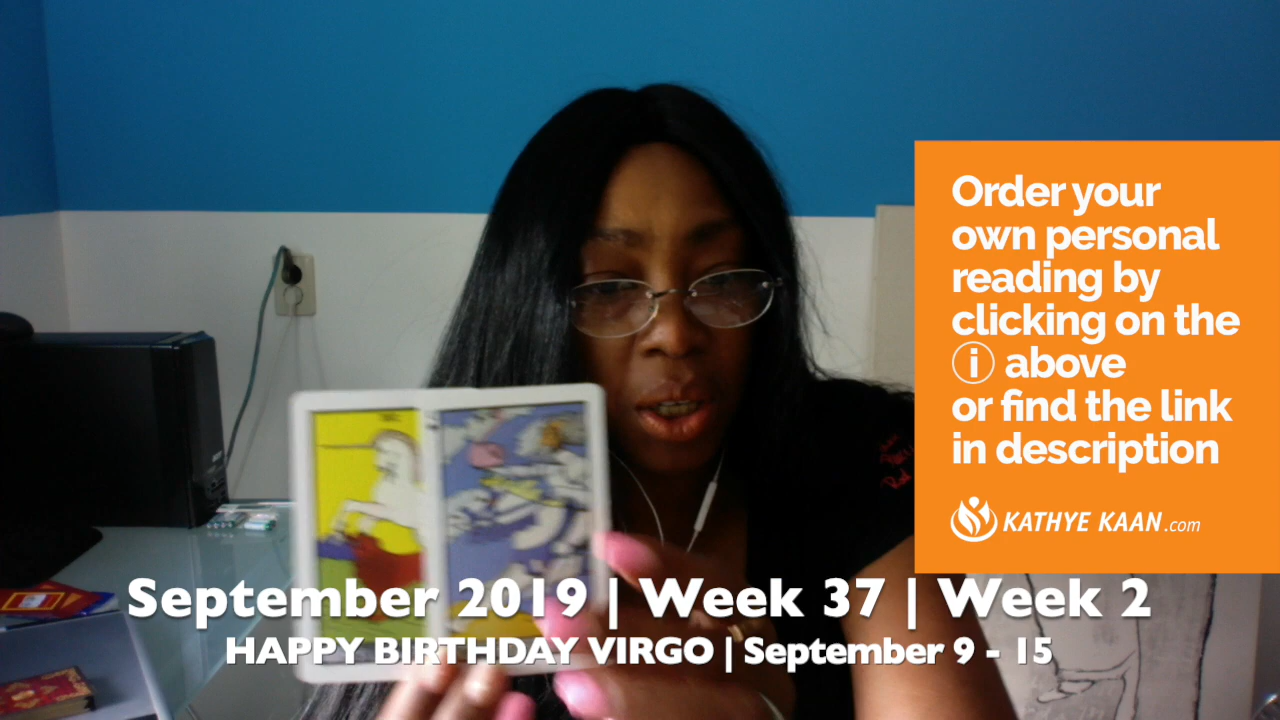 Order your
own personal
reading by
clicking on the
i above
or find the link
in description
KATHYE KAAN.com
September 2019 | Week 37 | Week 2
HAPPY BIRTHDAY VIRGO | September 9 - 15